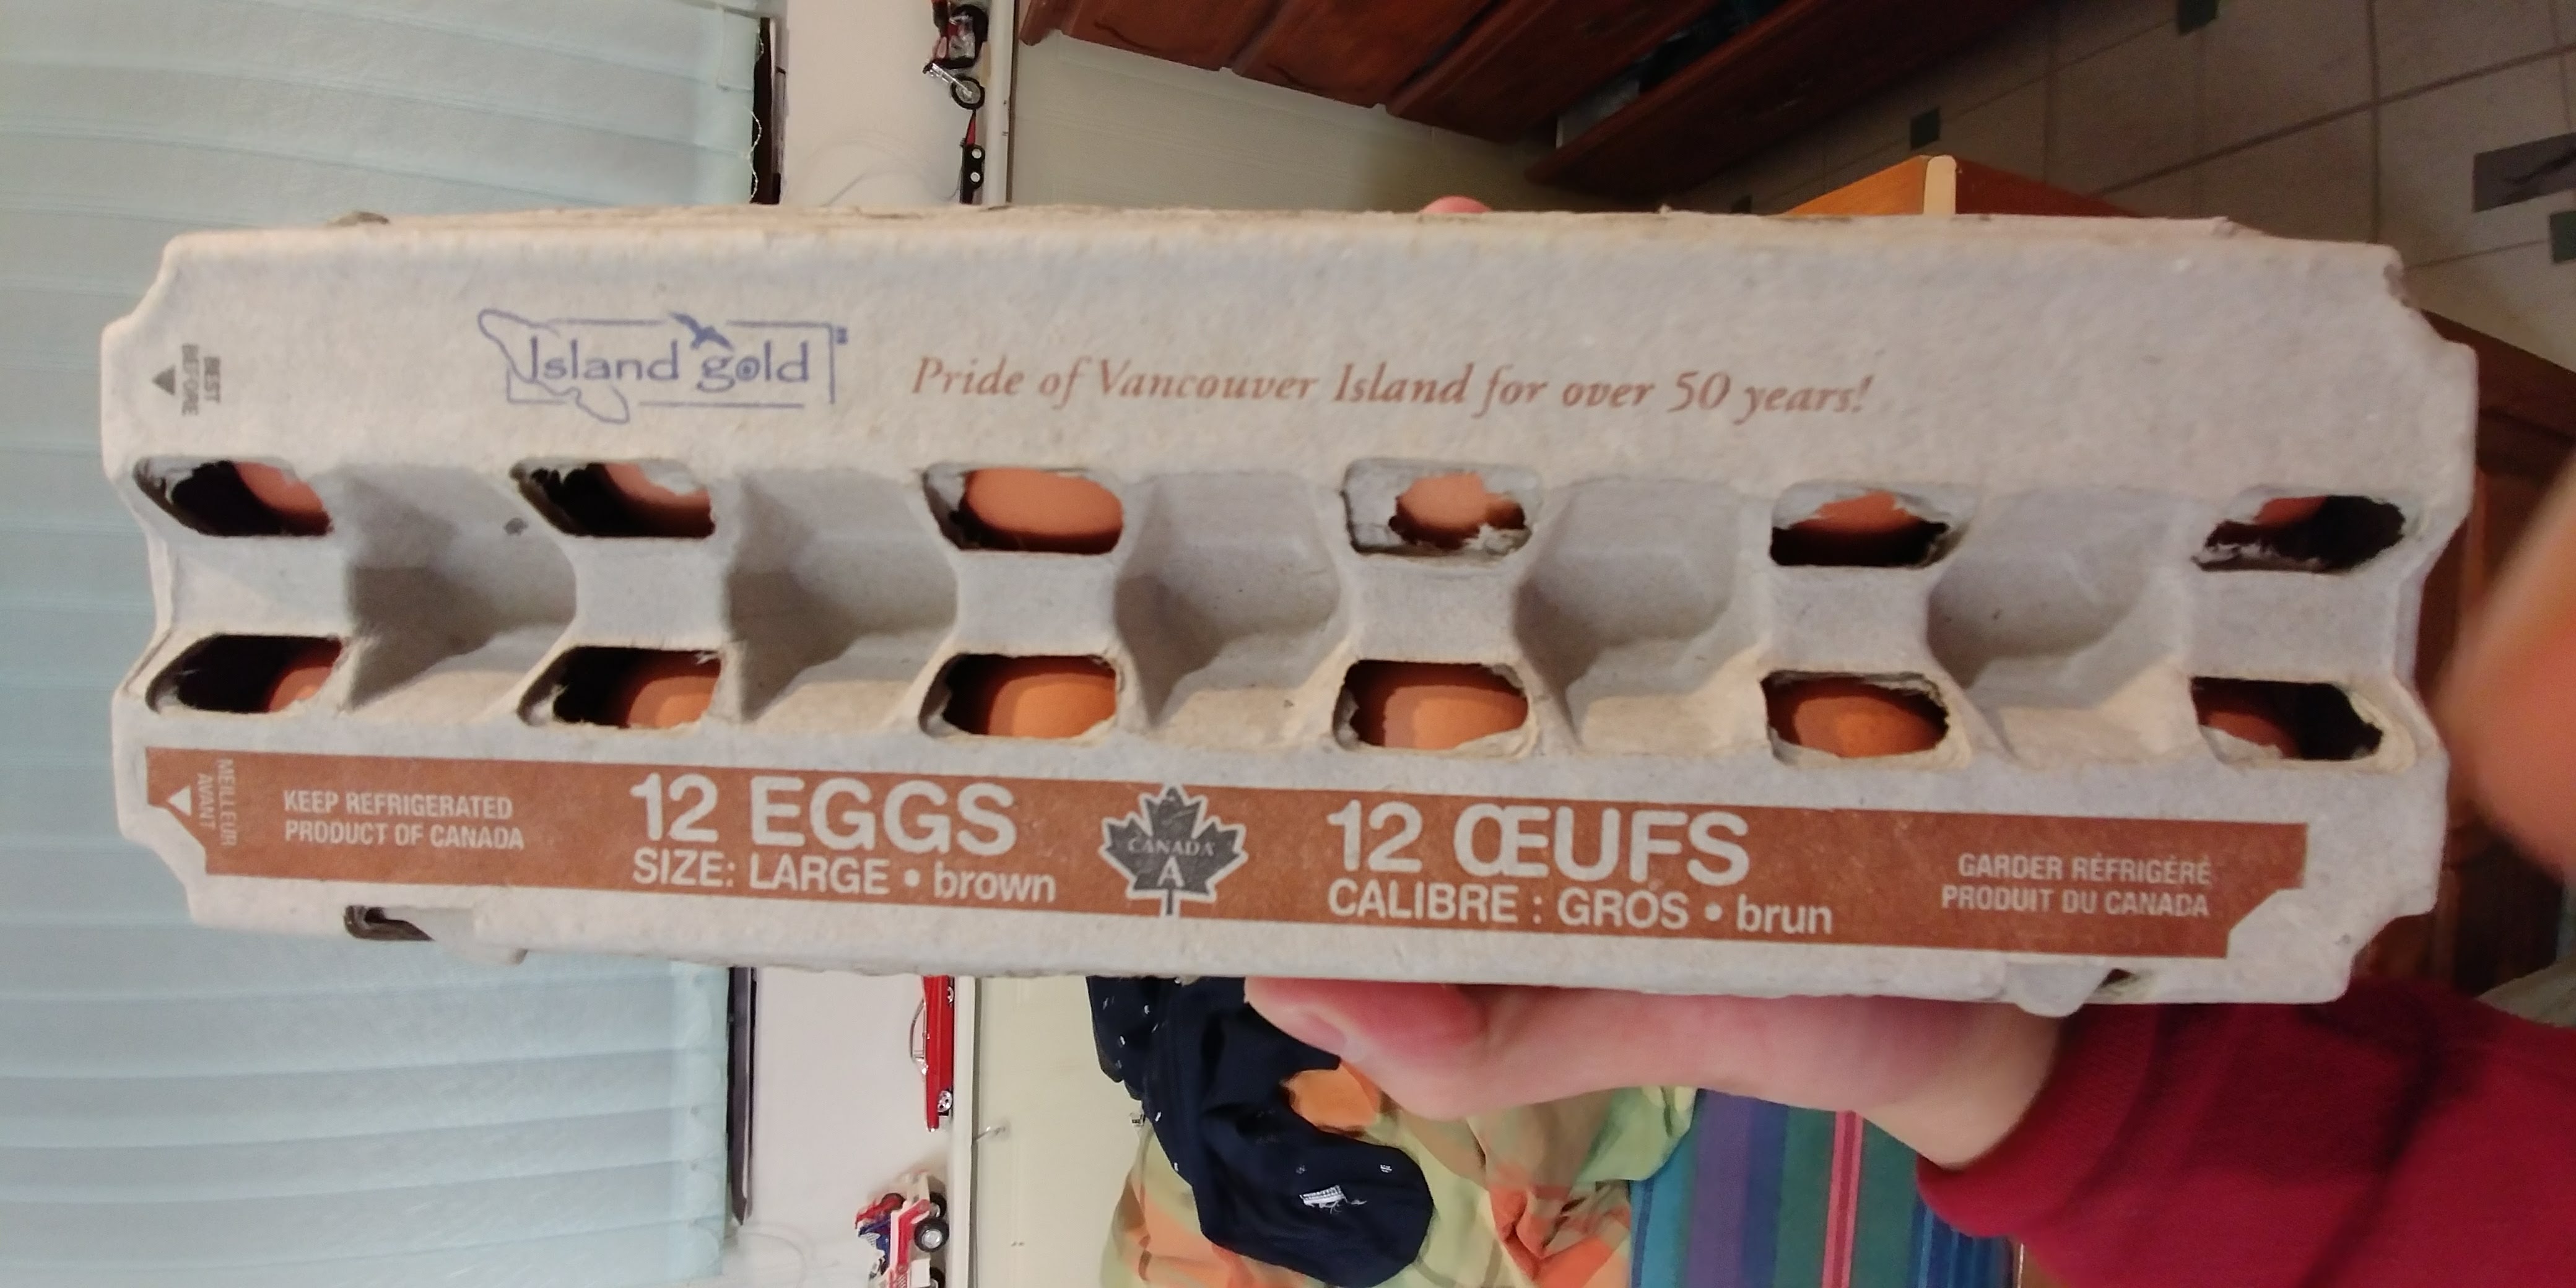 BEST
BEFORE
Island gold
Pride of Vancouver Island for over 50 years!
MEILLEUR
AVANT
KEEP REFRIGERATED
PRODUCT OF CANADA
12 EGGS
SIZE: LARGE • brown
CANADA
A
12 ŒUFS
CALIBRE : GROS • brun
GARDER RÉFRIGÉRÉ
PRODUIT DU CANADA